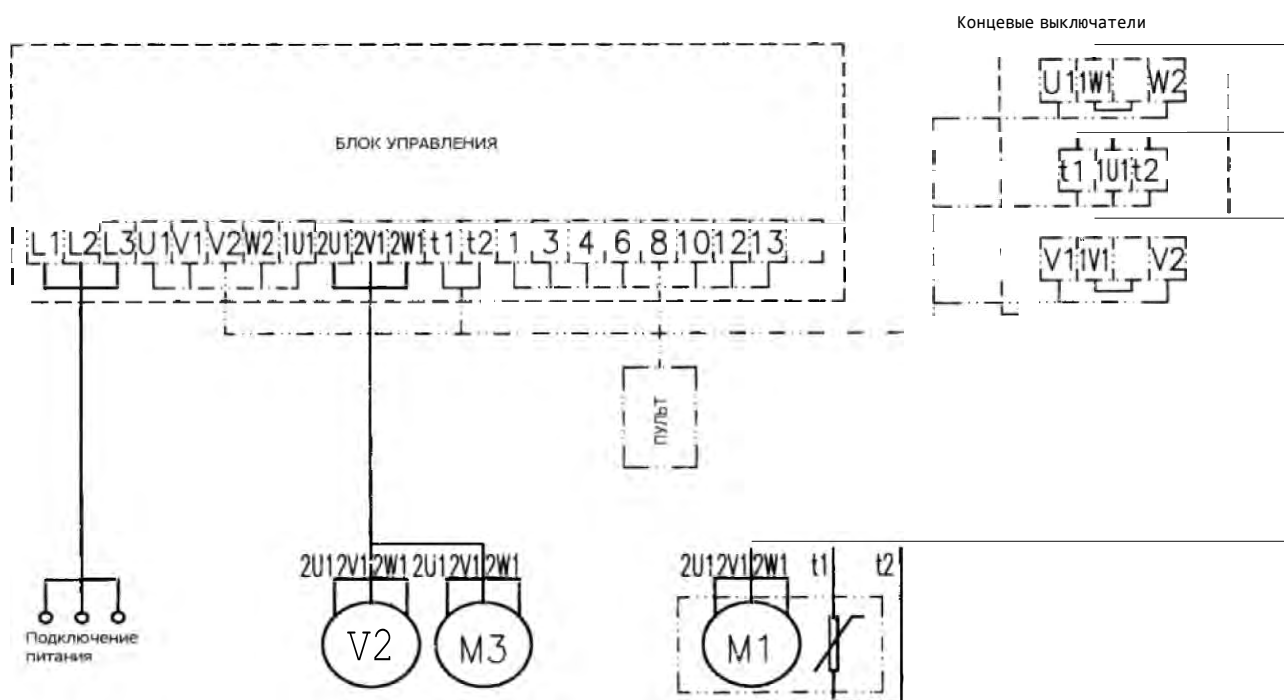 Концевые выключатели
U1 1W1 W2
БЛОК УПРАВЛЕНИЯ
t1 1U1 t2
L1 L2 L3 U1 V1 V2 W2 1U1 2U1 2V1 2W1 t1 t2 1 3 4 6 8 10 12 13
V1 1V1 V2
ПУЛЬТ
2U1 2V1 2W1 2U1 2V1 2W1
2U1 2V1 2W1 t1 t2
Подключение
питания
V2
M3
M1